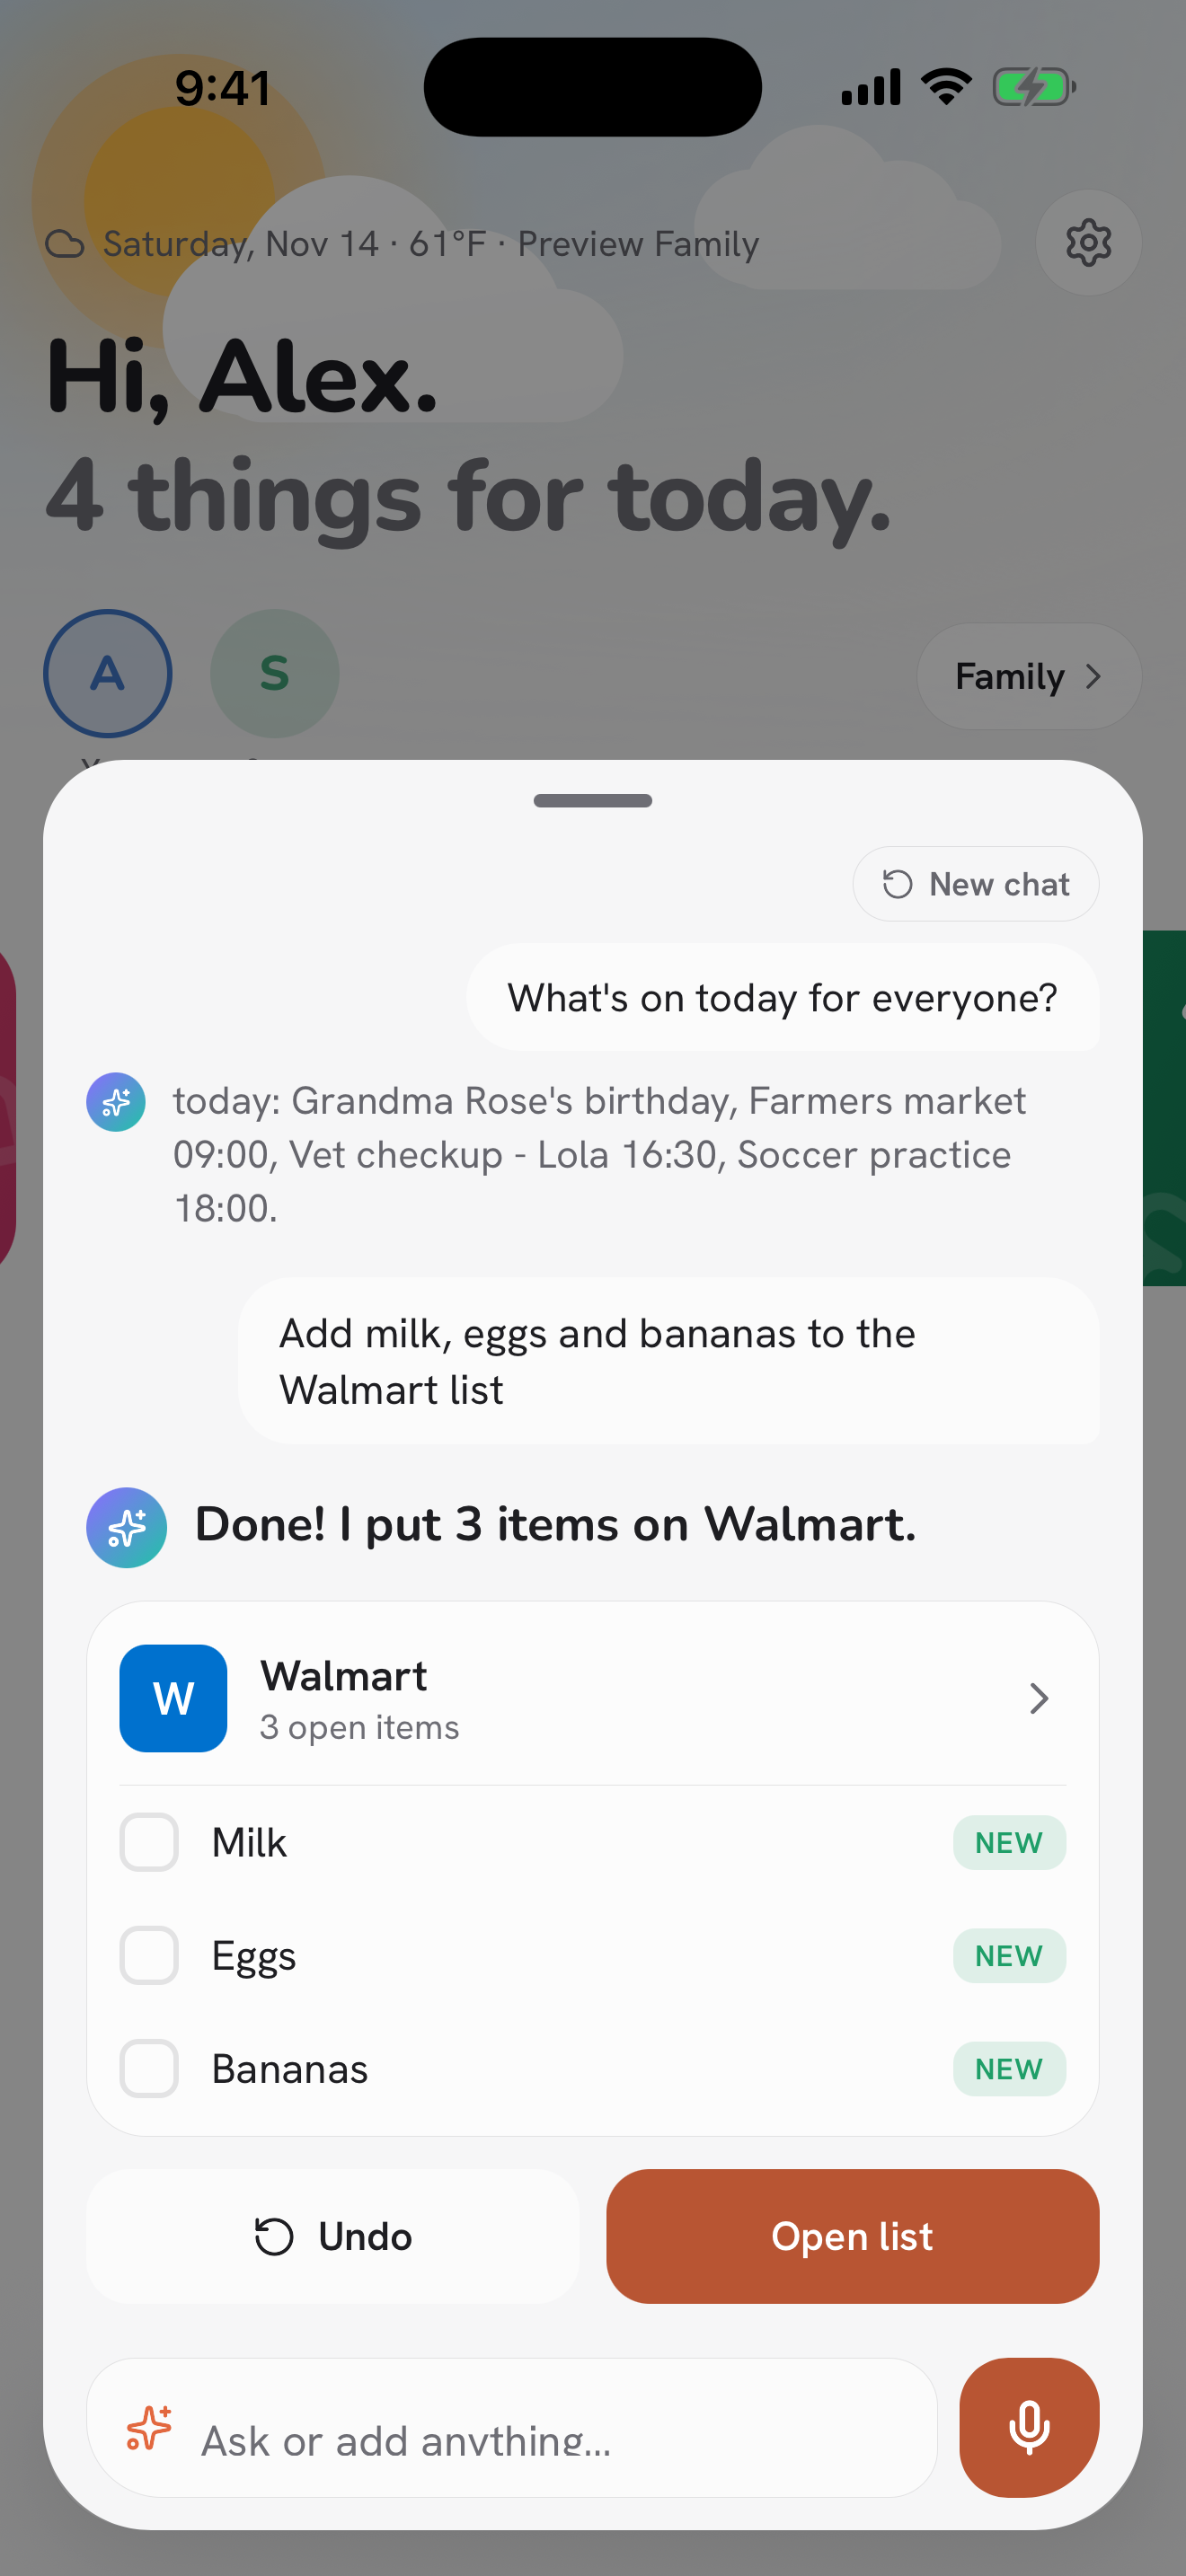 9:41
Saturday, Nov 14 · 61°F · Preview Family
Hi, Alex.
4 things for today.
A
S
Family
New chat
What's on today for everyone?
today: Grandma Rose's birthday, Farmers market
09:00, Vet checkup - Lola 16:30, Soccer practice
18:00.
Add milk, eggs and bananas to the
Walmart list
Done! I put 3 items on Walmart.
W
Walmart
3 open items
Milk
NEW
Eggs
NEW
Bananas
NEW
Undo
Open list
Ask or add anything...